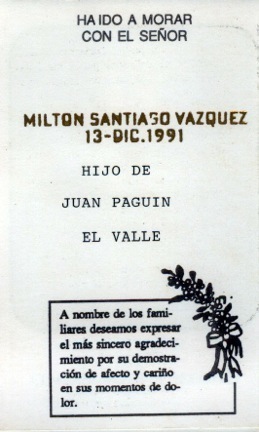 HA IDO A MORAR
CON EL SEÑOR
MILTON SANTIAGO VAZQUEZ
13-DIC.1991
HIJO DE
JUAN PAGUIN
EL VALLE
A nombre de los fami-
liares deseamos expresar
el más sincero agradeci-
miento por su demostra-
ción de afecto y cariño
en sus momentos de do-
lor.